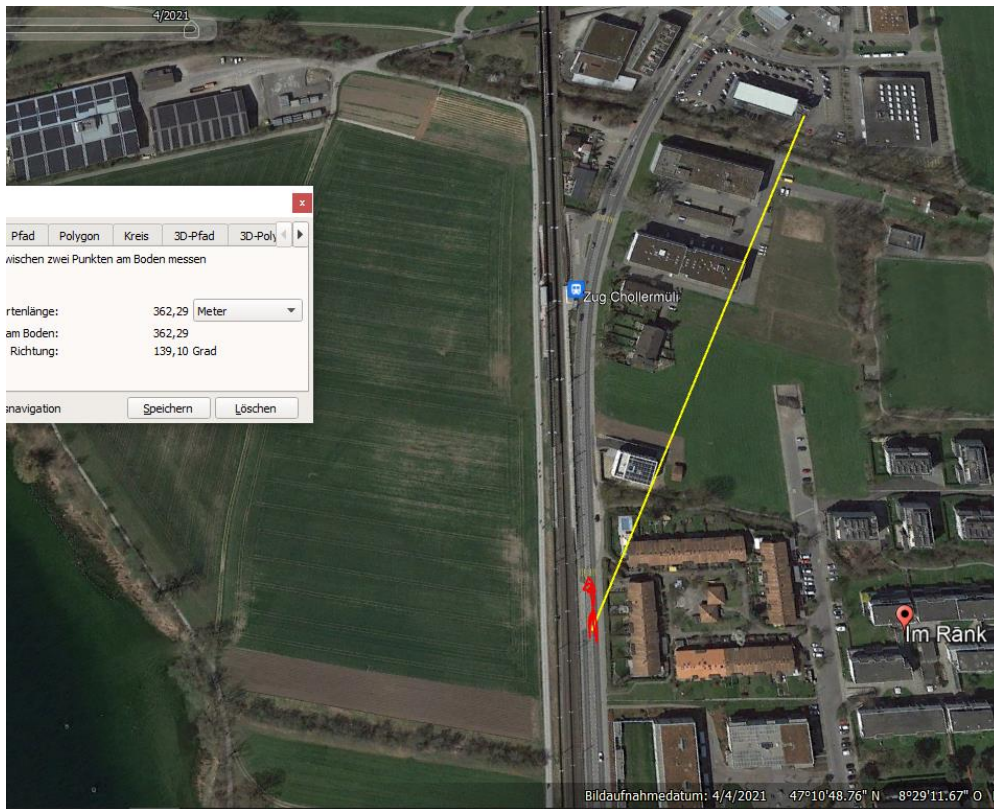 4/2021
x
Pfad Polygon Kreis 3D-Pfad 3D-Poly
wischen zwei Punkten am Boden messen
rtenlänge: 362,29 Meter
am Boden: 362,29
Richtung: 139,10 Grad
snavigation Speichern Löschen
Zug Chollermüli
Im Rank
Bildaufnahmedatum: 4/4/2021 47°10'48.76" N 8°29'11.67" O